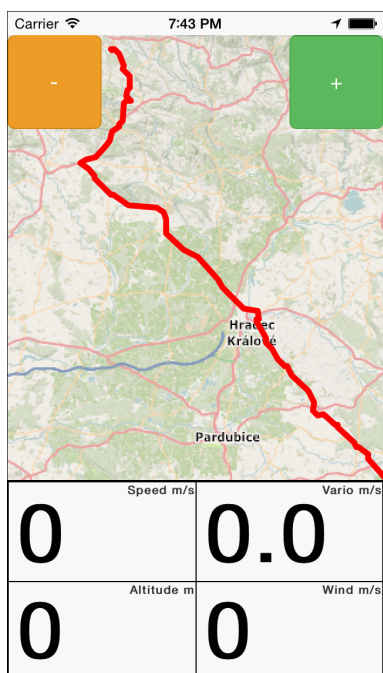 Carrier 7:43 PM
-
+
Hradec
Králové
Pardubice
Speed m/s
Vario m/s
0
0.0
Altitude m
Wind m/s
0
0